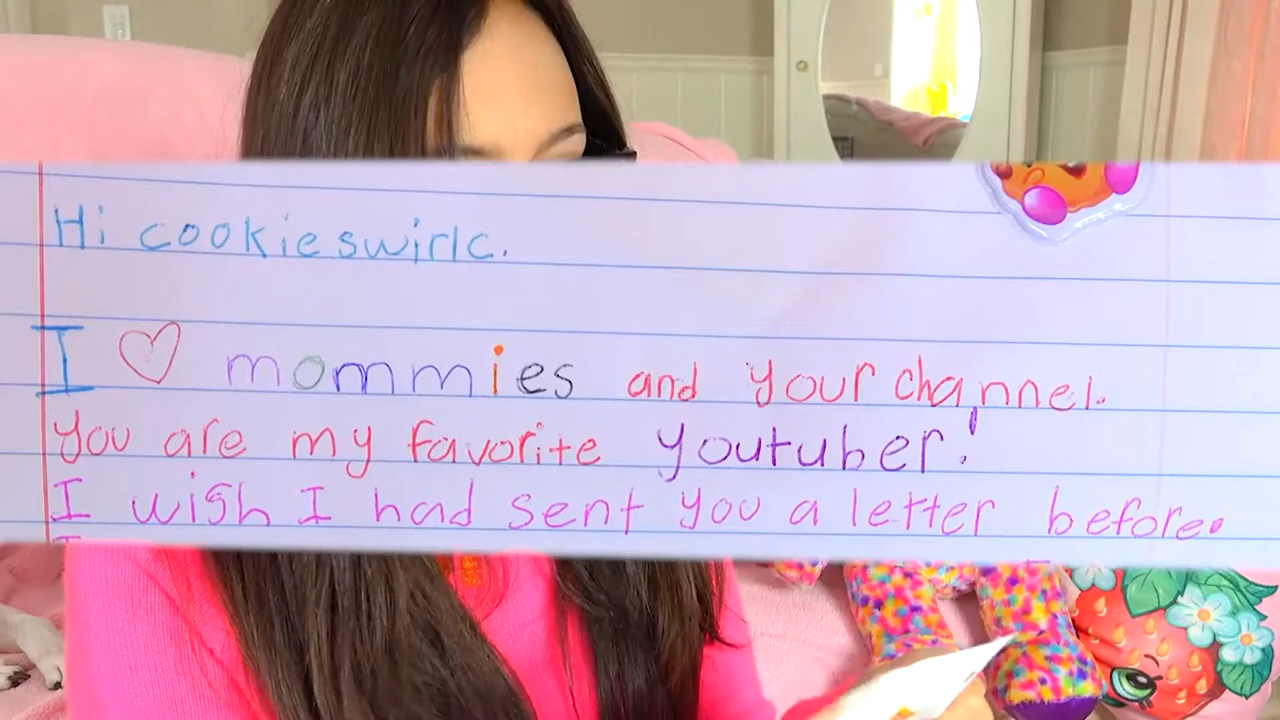 Hi cookieswirlc.
I ♡ mommies and your channel.
you are my favorite youtuber!
I wish I had sent you a letter before.